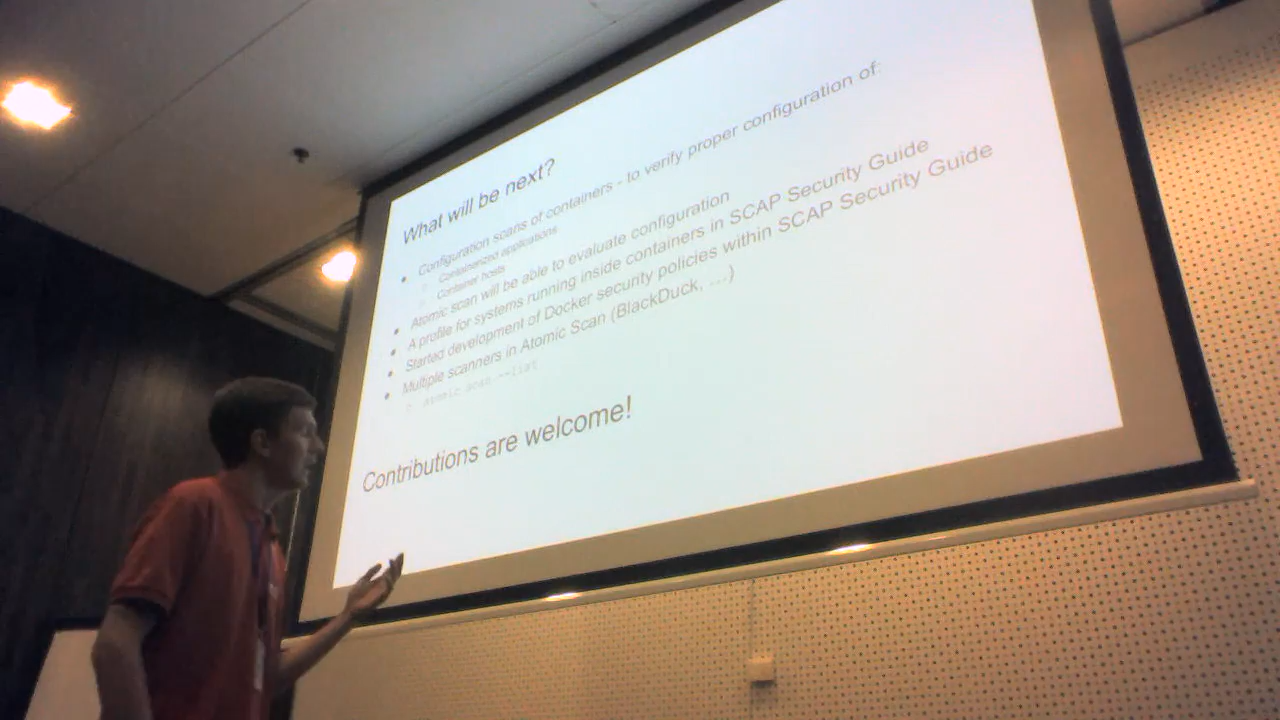 What will be next?
● Configuration scans of containers - to verify proper configuration of:
○ Containerized applications
○ Container hosts
● Atomic scan will be able to evaluate configuration
● A profile for systems running inside containers in SCAP Security Guide
● Started development of Docker security policies within SCAP Security Guide
● Multiple scanners in Atomic Scan (BlackDuck, ...)
○ atomic scan --list
Contributions are welcome!